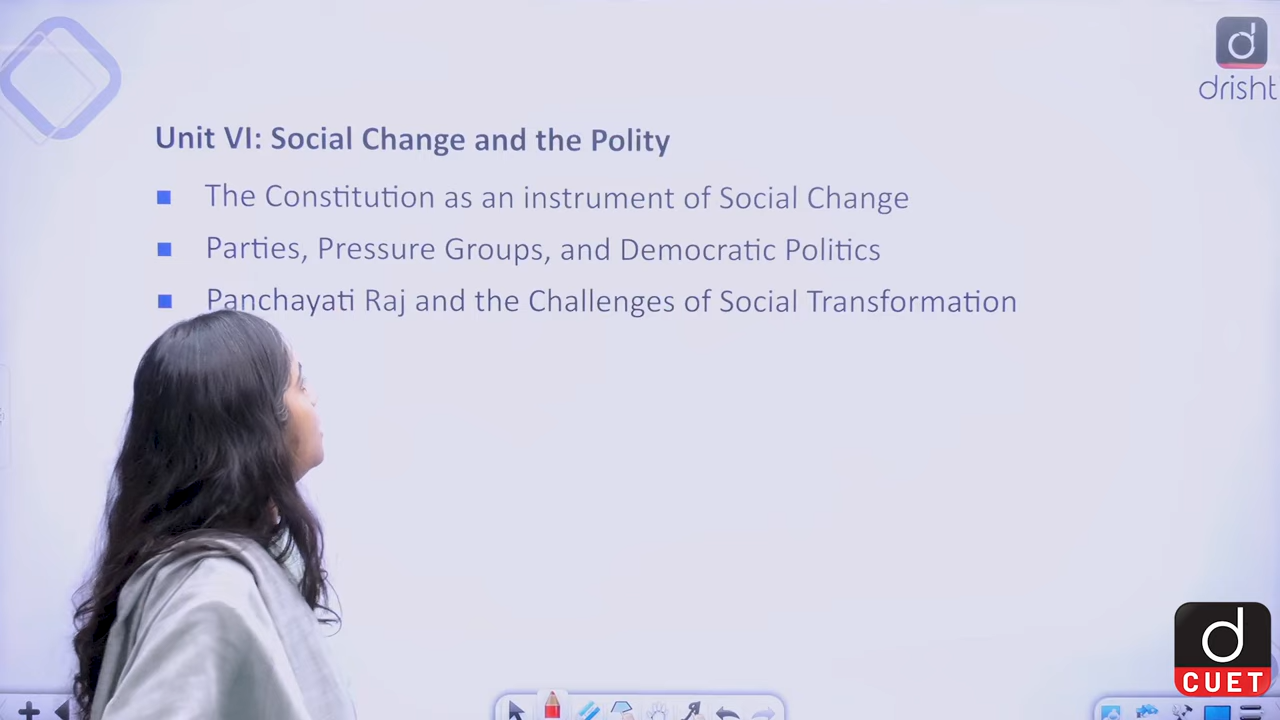 drisht
Unit VI: Social Change and the Polity
The Constitution as an instrument of Social Change
Parties, Pressure Groups, and Democratic Politics
Panchayati Raj and the Challenges of Social Transformation
d
CUET